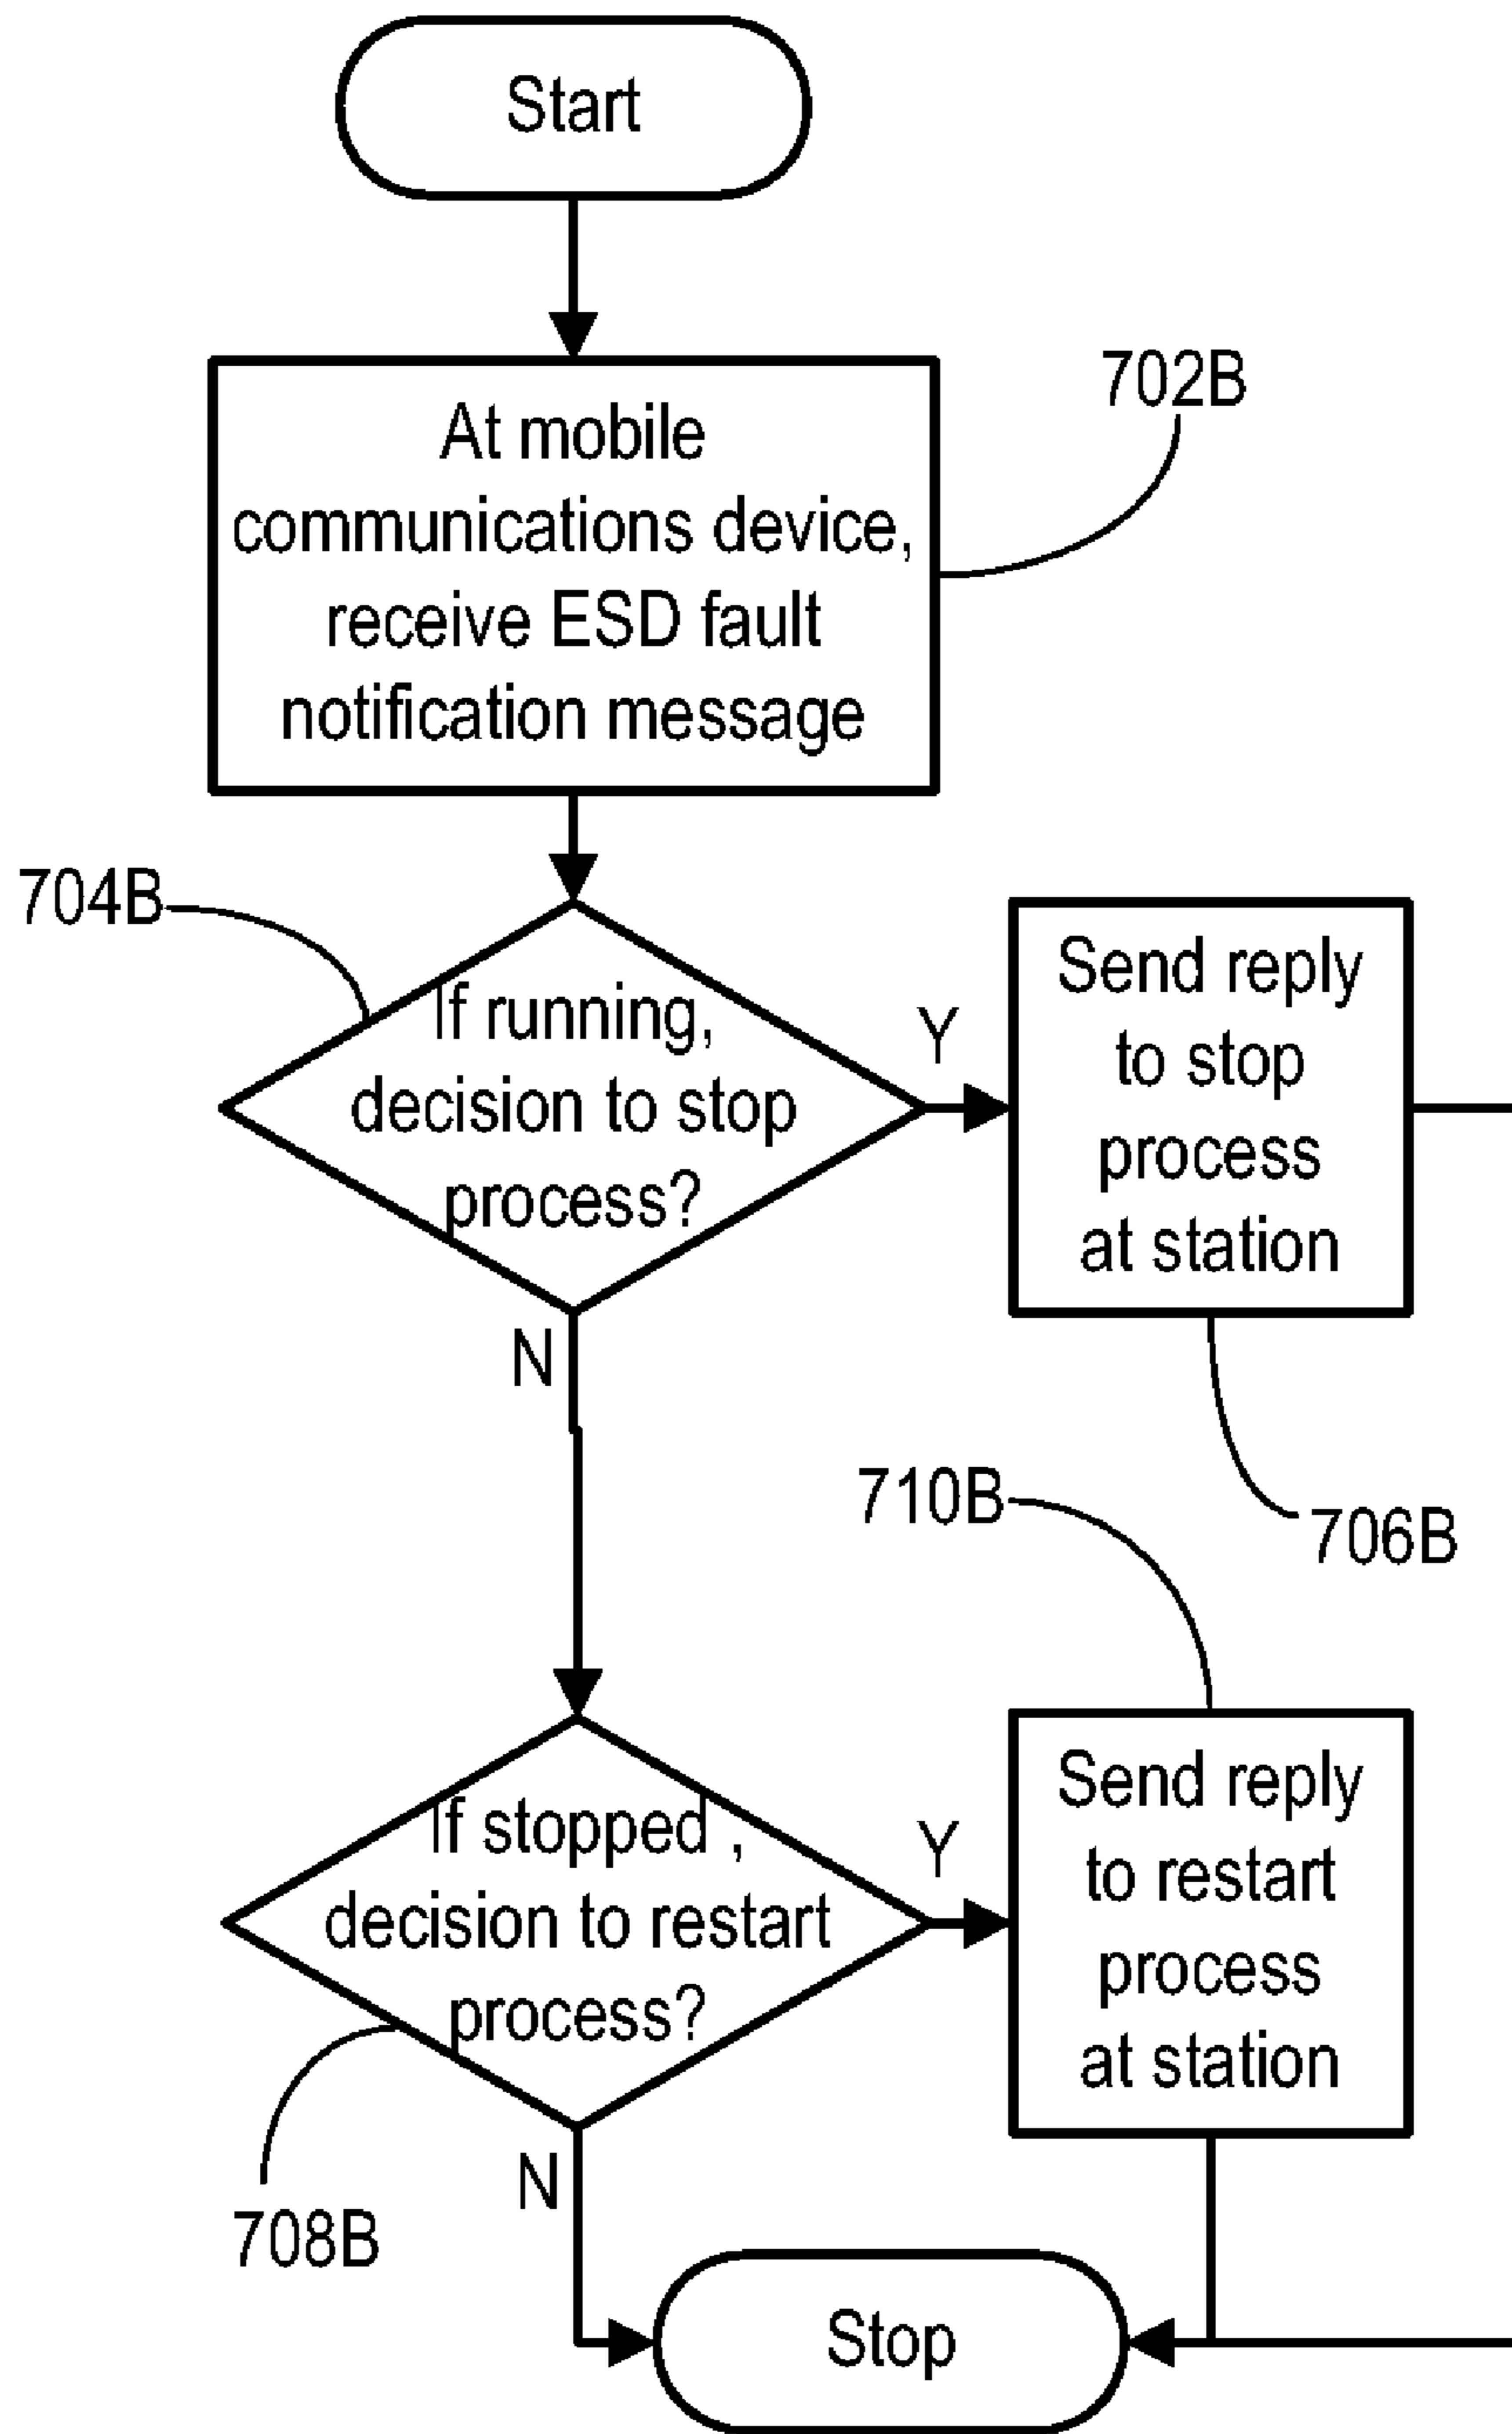 Start
At mobile
communications device,
receive ESD fault
notification message
702B
704B
If running,
decision to stop
process?
Y
Send reply
to stop
process
at station
N
706B
710B
If stopped ,
decision to restart
process?
Y
Send reply
to restart
process
at station
N
708B
Stop